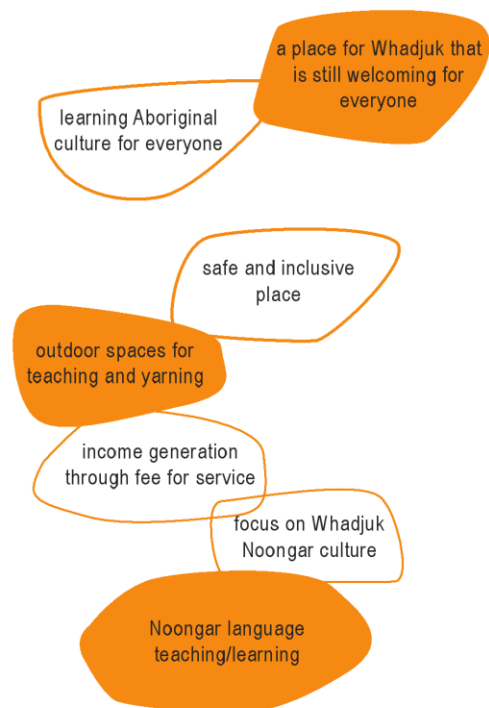 a place for Whadjuk that
is still welcoming for
everyone
learning Aboriginal
culture for everyone
safe and inclusive
place
outdoor spaces for
teaching and yarning
income generation
through fee for service
focus on Whadjuk
Noongar culture
Noongar language
teaching/learning